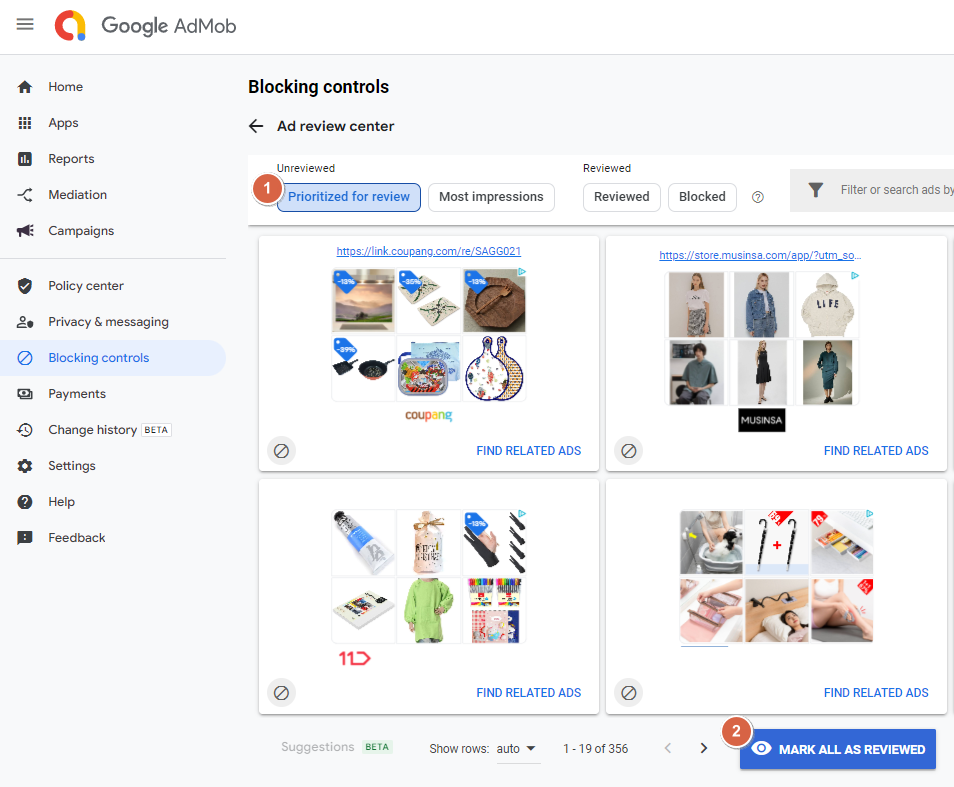 Google AdMob
Home
Apps
Reports
Mediation
Campaigns
Policy center
Privacy & messaging
Blocking controls
Payments
Change history BETA
Settings
Help
Feedback
Blocking controls
Ad review center
Unreviewed
Reviewed
1
Prioritized for review
Most impressions
Reviewed
Blocked
Filter or search ads by
https://link.coupang.com/re/SAGG021
-13%
-35%
-13%
-39%
coupang
FIND RELATED ADS
https://store.musinsa.com/app/?utm_so...
LIFE
MUSINSA
FIND RELATED ADS
-13%
11
FIND RELATED ADS
+
FIND RELATED ADS
Suggestions BETA
Show rows: auto
1 - 19 of 356
2
MARK ALL AS REVIEWED